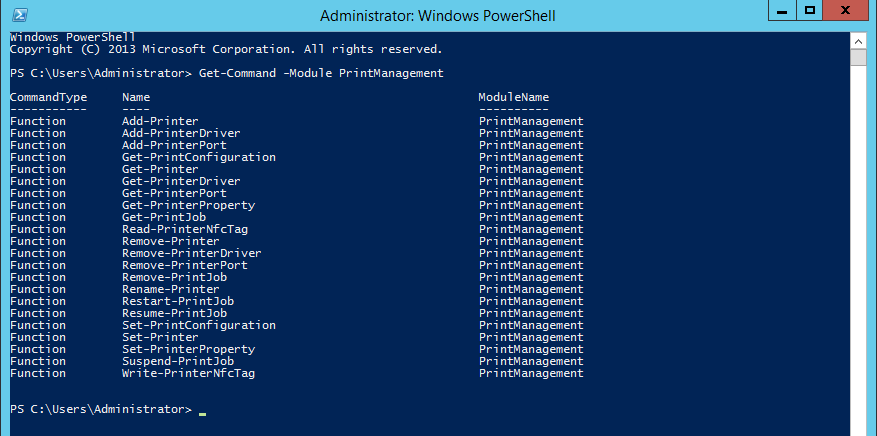 Administrator: Windows PowerShell
Windows PowerShell
Copyright (C) 2013 Microsoft Corporation. All rights reserved.
PS C:\Users\Administrator> Get-Command -Module PrintManagement
CommandType Name ModuleName
----------- ---- ----------
Function Add-Printer PrintManagement
Function Add-PrinterDriver PrintManagement
Function Add-PrinterPort PrintManagement
Function Get-PrintConfiguration PrintManagement
Function Get-Printer PrintManagement
Function Get-PrinterDriver PrintManagement
Function Get-PrinterPort PrintManagement
Function Get-PrinterProperty PrintManagement
Function Get-PrintJob PrintManagement
Function Read-PrinterNfcTag PrintManagement
Function Remove-Printer PrintManagement
Function Remove-PrinterDriver PrintManagement
Function Remove-PrinterPort PrintManagement
Function Remove-PrintJob PrintManagement
Function Rename-Printer PrintManagement
Function Restart-PrintJob PrintManagement
Function Resume-PrintJob PrintManagement
Function Set-PrintConfiguration PrintManagement
Function Set-Printer PrintManagement
Function Set-PrinterProperty PrintManagement
Function Suspend-PrintJob PrintManagement
Function Write-PrinterNfcTag PrintManagement
PS C:\Users\Administrator> _